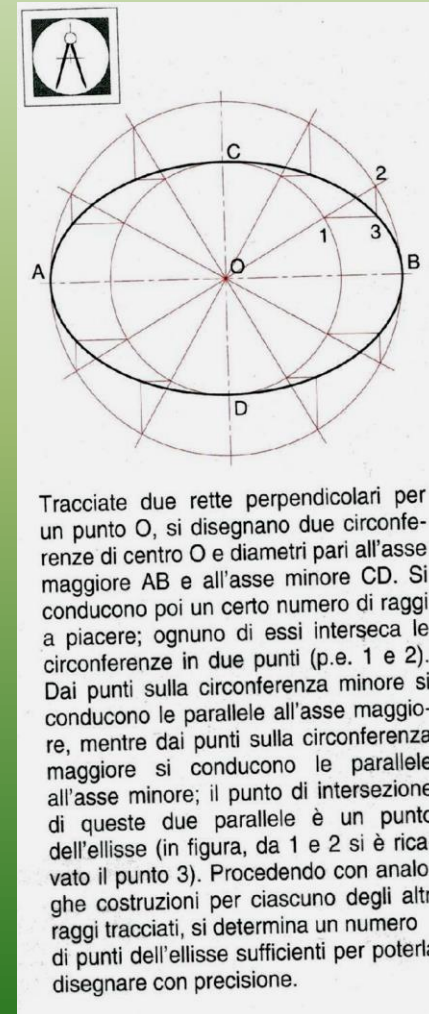 C
2
1
3
A
O
B
D
Tracciate due rette perpendicolari per
un punto O, si disegnano due circonfe-
renze di centro O e diametri pari all'asse
maggiore AB e all'asse minore CD. Si
conducono poi un certo numero di raggi
a piacere; ognuno di essi interseca le
circonferenze in due punti (p.e. 1 e 2).
Dai punti sulla circonferenza minore si
conducono le parallele all'asse maggio-
re, mentre dai punti sulla circonferenza
maggiore si conducono le parallele
all'asse minore; il punto di intersezione
di queste due parallele è un punto
dell'ellisse (in figura, da 1 e 2 si è rica
vato il punto 3). Procedendo con analo
ghe costruzioni per ciascuno degli altr
raggi tracciati, si determina un numero
di punti dell'ellisse sufficienti per poterla
disegnare con precisione.